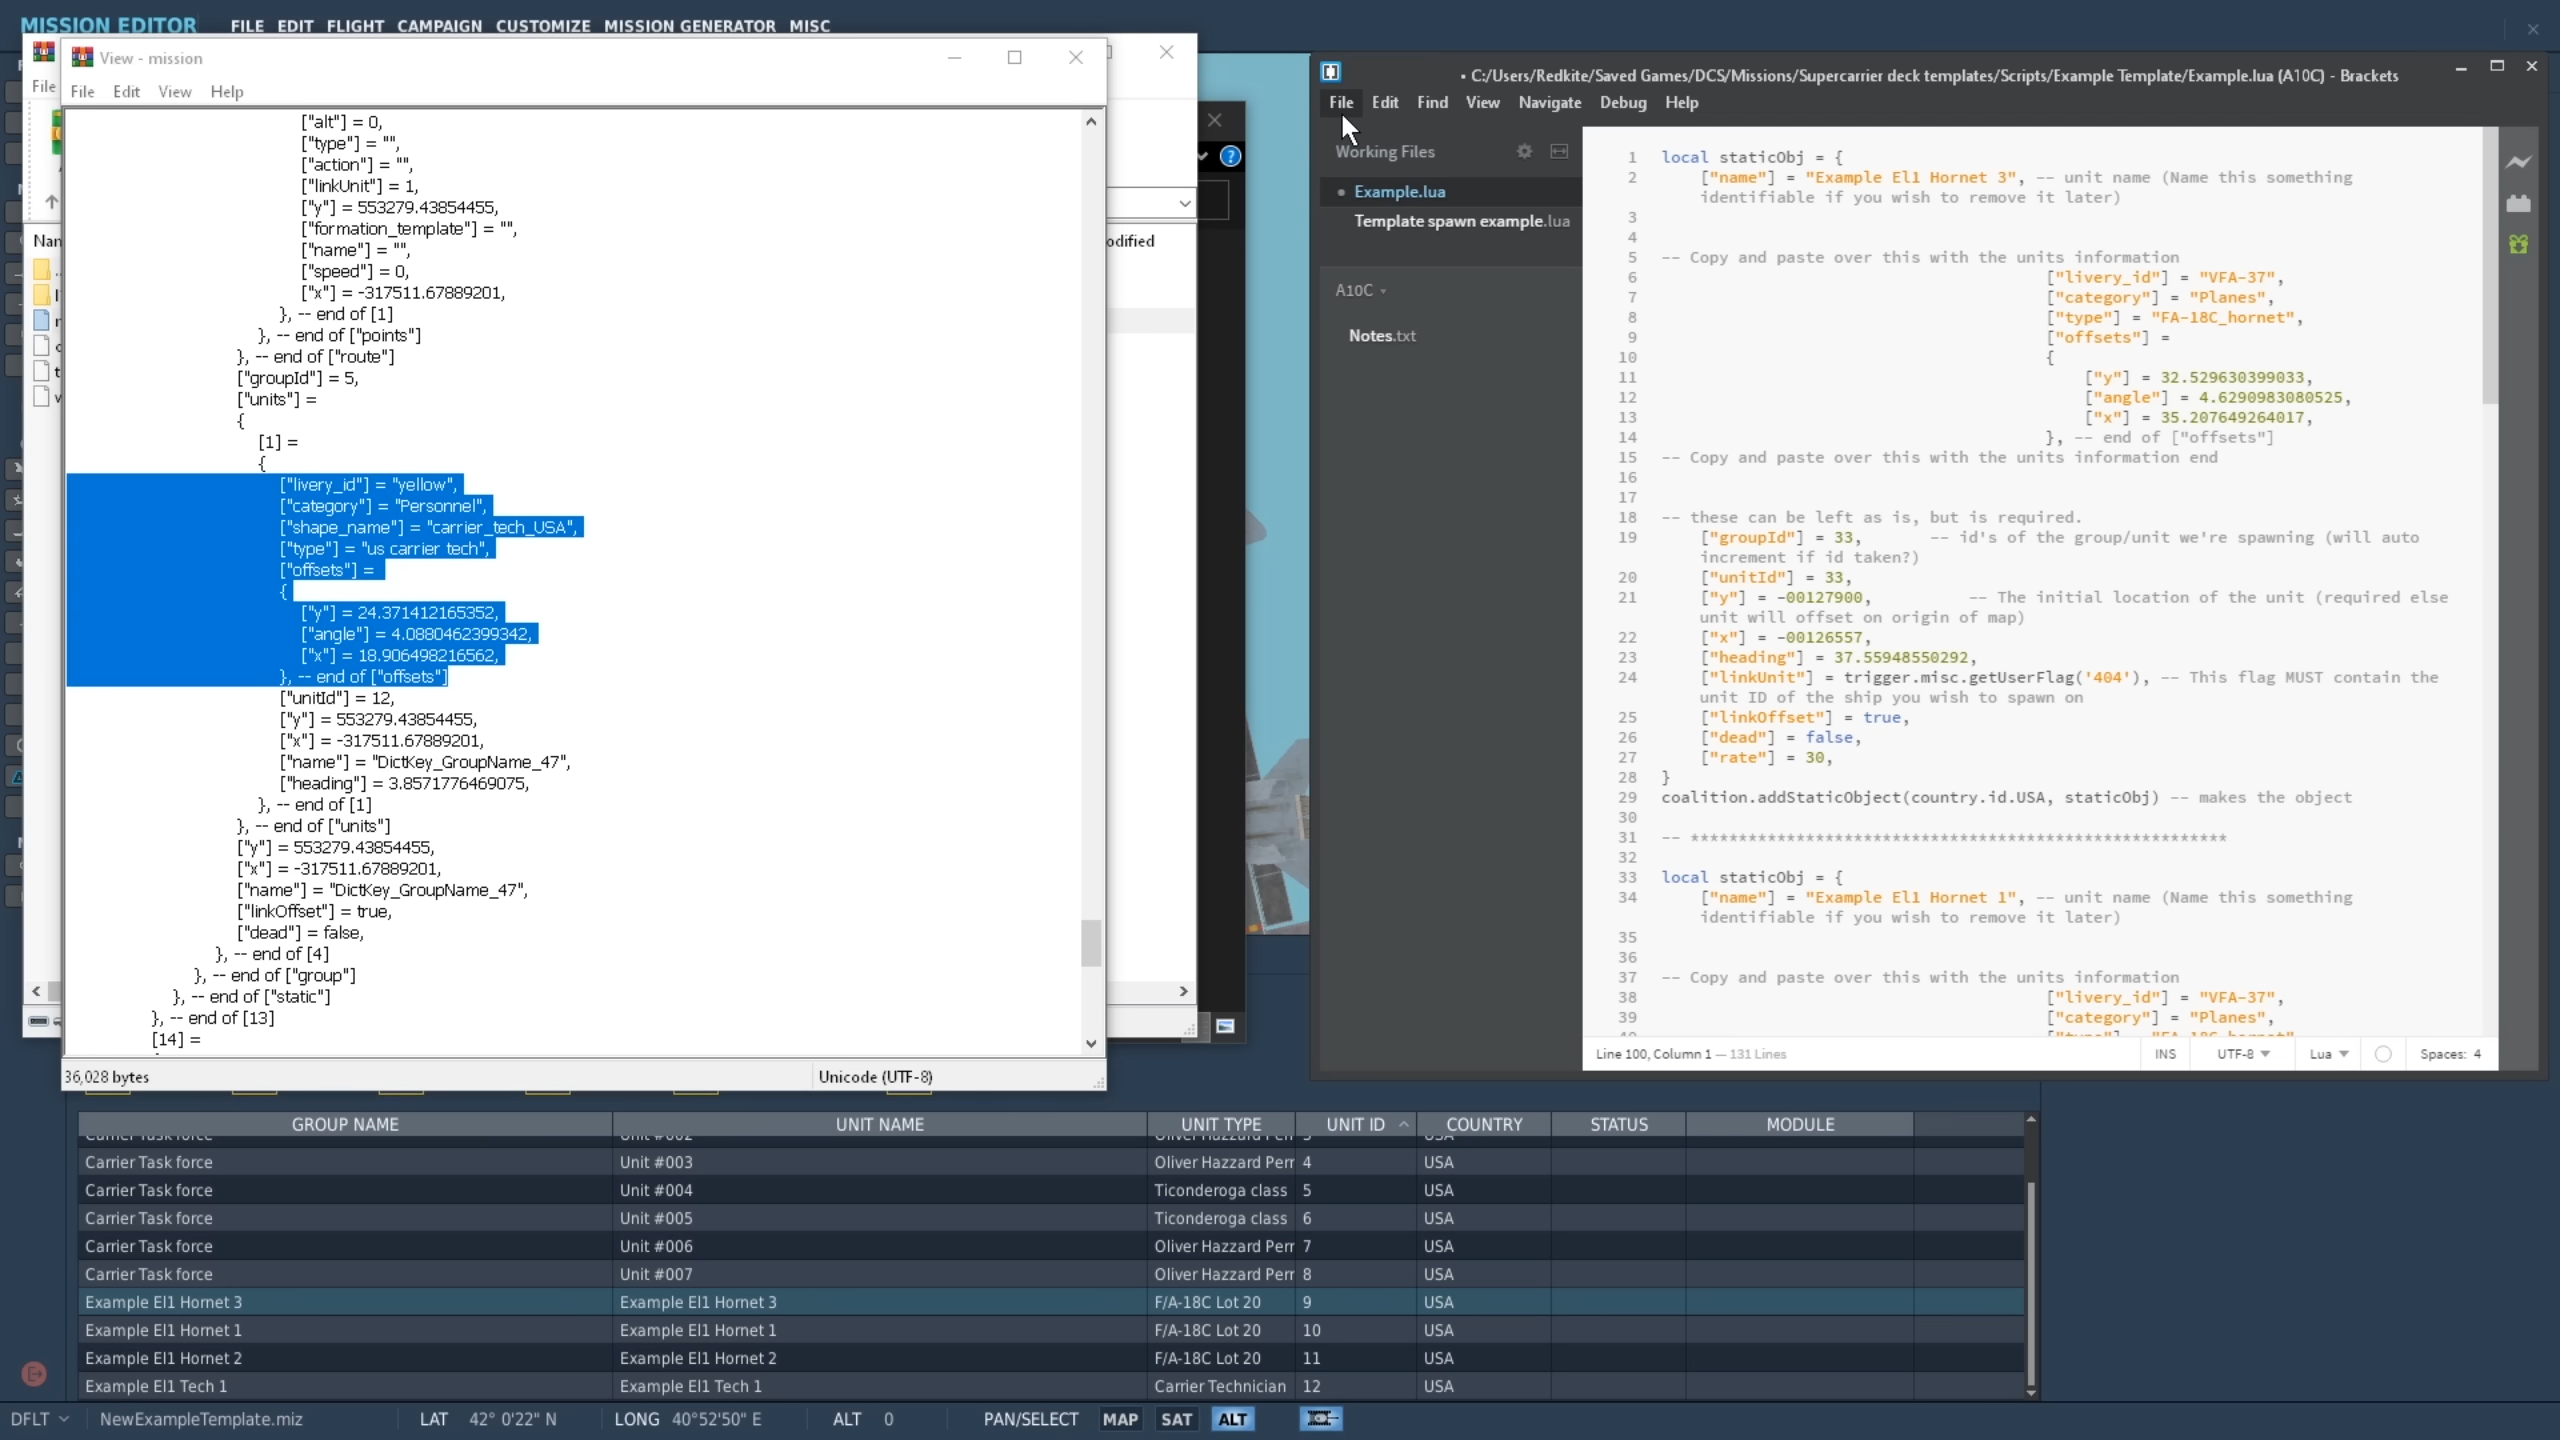 MISSION EDITOR FILE EDIT FLIGHT CAMPAIGN CUSTOMIZE MISSION GENERATOR MISC
View - mission
File Edit View Help
["alt"] = 0,
["type"] = "",
["action"] = "",
["linkUnit"] = 1,
["y"] = 553279.43854455,
["formation_template"] = "",
["name"] = "",
["speed"] = 0,
["x"] = -317511.67889201,
}, -- end of [1]
}, -- end of ["points"]
}, -- end of ["route"]
["groupId"] = 5,
["units"] =
{
[1] =
{
["livery_id"] = "yellow",
["category"] = "Personnel",
["shape_name"] = "carrier_tech_USA",
["type"] = "us carrier tech",
["offsets"] =
{
["y"] = 24.371412165352,
["angle"] = 4.0880462399342,
["x"] = 18.906498216562,
}, -- end of ["offsets"]
["unitId"] = 12,
["y"] = 553279.43854455,
["x"] = -317511.67889201,
["name"] = "DictKey_GroupName_47",
["heading"] = 3.8571776469075,
}, -- end of [1]
}, -- end of ["units"]
["y"] = 553279.43854455,
["x"] = -317511.67889201,
["name"] = "DictKey_GroupName_47",
["linkOffset"] = true,
["dead"] = false,
}, -- end of [4]
}, -- end of ["group"]
}, -- end of ["static"]
}, -- end of [13]
[14] =
36,028 bytes Unicode (UTF-8)
File
Nan
odified
• C:/Users/Redkite/Saved Games/DCS/Missions/Supercarrier deck templates/Scripts/Example Template/Example.lua (A10C) - Brackets
File Edit Find View Navigate Debug Help
Working Files
Example.lua
Template spawn example.lua
A10C
Notes.txt
1 local staticObj = {
2 ["name"] = "Example El1 Hornet 3", -- unit name (Name this something
identifiable if you wish to remove it later)
3
4
5 -- Copy and paste over this with the units information
6 ["livery_id"] = "VFA-37",
7 ["category"] = "Planes",
8 ["type"] = "FA-18C_hornet",
9 ["offsets"] =
10 {
11 ["y"] = 32.529630399033,
12 ["angle"] = 4.6290983080525,
13 ["x"] = 35.207649264017,
14 }, -- end of ["offsets"]
15 -- Copy and paste over this with the units information end
16
17
18 -- these can be left as is, but is required.
19 ["groupId"] = 33, -- id's of the group/unit we're spawning (will auto
increment if id taken?)
20 ["unitId"] = 33,
21 ["y"] = -00127900, -- The initial location of the unit (required else
unit will offset on origin of map)
22 ["x"] = -00126557,
23 ["heading"] = 37.55948550292,
24 ["linkUnit"] = trigger.misc.getUserFlag('404'), -- This flag MUST contain the
unit ID of the ship you wish to spawn on
25 ["linkOffset"] = true,
26 ["dead"] = false,
27 ["rate"] = 30,
28 }
29 coalition.addStaticObject(country.id.USA, staticObj) -- makes the object
30
31 -- ********************************************************
32
33 local staticObj = {
34 ["name"] = "Example El1 Hornet 1", -- unit name (Name this something
identifiable if you wish to remove it later)
35
36
37 -- Copy and paste over this with the units information
38 ["livery_id"] = "VFA-37",
39 ["category"] = "Planes",
Line 100, Column 1 — 131 Lines INS UTF-8 Lua Spaces: 4
GROUP NAME UNIT NAME UNIT TYPE UNIT ID COUNTRY STATUS MODULE
Carrier Task force Unit #003 Oliver Hazzard Perr 4 USA
Carrier Task force Unit #004 Ticonderoga class 5 USA
Carrier Task force Unit #005 Ticonderoga class 6 USA
Carrier Task force Unit #006 Oliver Hazzard Perr 7 USA
Carrier Task force Unit #007 Oliver Hazzard Perr 8 USA
Example El1 Hornet 3 Example El1 Hornet 3 F/A-18C Lot 20 9 USA
Example El1 Hornet 1 Example El1 Hornet 1 F/A-18C Lot 20 10 USA
Example El1 Hornet 2 Example El1 Hornet 2 F/A-18C Lot 20 11 USA
Example El1 Tech 1 Example El1 Tech 1 Carrier Technician 12 USA
DFLT NewExampleTemplate.miz LAT 42° 0'22" N LONG 40°52'50" E ALT 0 PAN/SELECT MAP SAT ALT